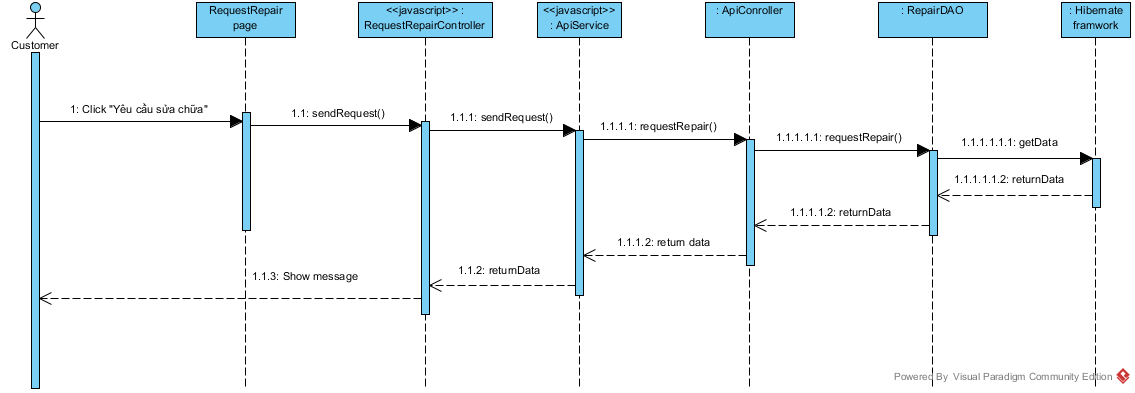 RequestRepair
page
<<javascript>> :
RequestRepairController
<<javascript>>
: ApiService
: ApiConroller
: RepairDAO
: Hibernate
framwork
Customer
1: Click "Yêu cầu sửa chữa"
1.1: sendRequest()
1.1.1: sendRequest()
1.1.1.1: requestRepair()
1.1.1.1.1: requestRepair()
1.1.1.1.1.1: getData
1.1.1.1.1.2: returnData
1.1.1.1.2: returnData
1.1.1.2: return data
1.1.2: returnData
1.1.3: Show message
Powered By Visual Paradigm Community Edition